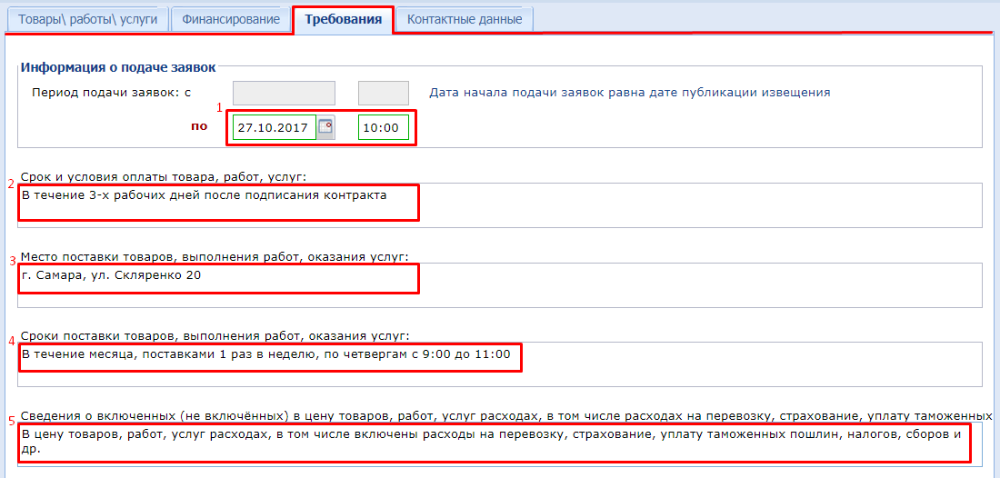 Товары\ работы\ услуги Финансирование Требования Контактные данные
Информация о подаче заявок
Период подачи заявок: с Дата начала подачи заявок равна дате публикации извещения
1
по 27.10.2017 10:00
Срок и условия оплаты товара, работ, услуг:
2
В течение 3-х рабочих дней после подписания контракта
Место поставки товаров, выполнения работ, оказания услуг:
3
г. Самара, ул. Скляренко 20
Сроки поставки товаров, выполнения работ, оказания услуг:
4
В течение месяца, поставками 1 раз в неделю, по четвергам с 9:00 до 11:00
Сведения о включенных (не включённых) в цену товаров, работ, услуг расходах, в том числе расходах на перевозку, страхование, уплату таможенных
5
В цену товаров, работ, услуг расходах, в том числе включены расходы на перевозку, страхование, уплату таможенных пошлин, налогов, сборов и
др.